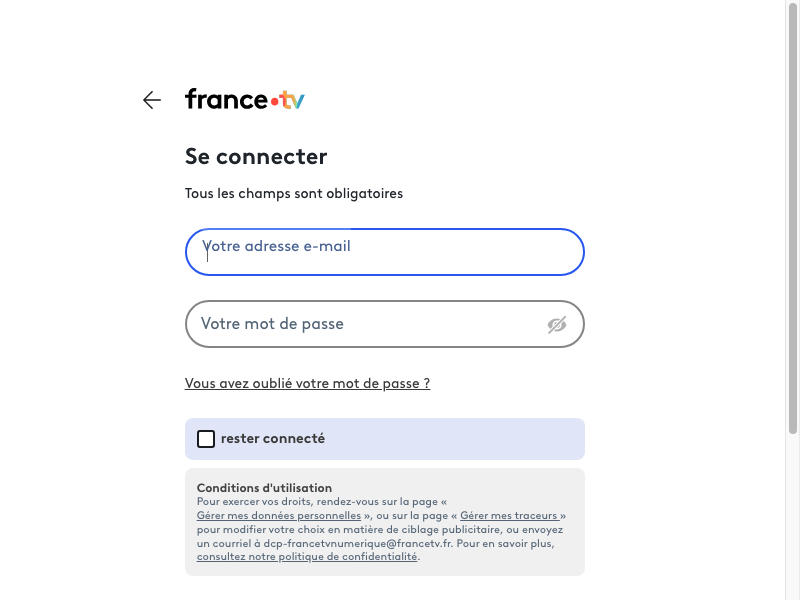 france•tv
Se connecter
Tous les champs sont obligatoires
Votre adresse e-mail
Votre mot de passe
Vous avez oublié votre mot de passe ?
rester connecté
Conditions d'utilisation
Pour exercer vos droits, rendez-vous sur la page «
Gérer mes données personnelles », ou sur la page « Gérer mes traceurs »
pour modifier votre choix en matière de ciblage publicitaire, ou envoyez
un courriel à dcp-francetvnumerique@francetv.fr. Pour en savoir plus,
consultez notre politique de confidentialité.